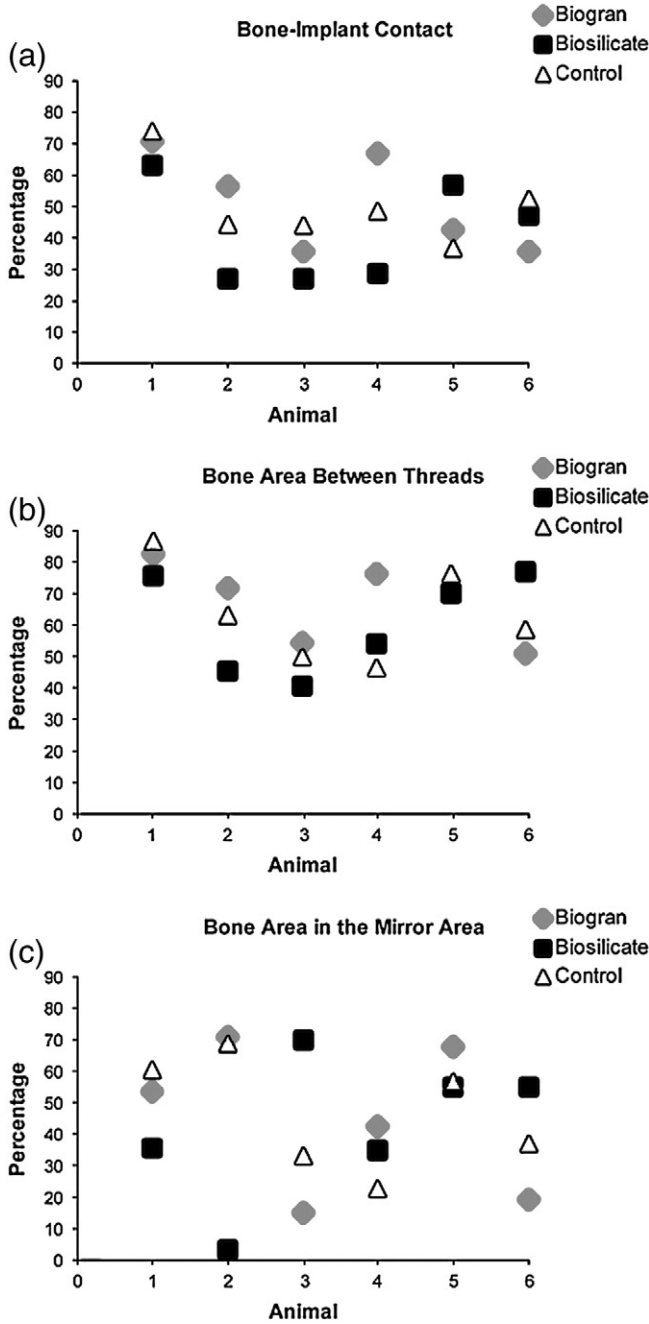 (a)
Bone-Implant Contact
Biogran
Biosilicate
Control
Percentage
90
80
70
60
50
40
30
20
10
0
0 1 2 3 4 5 6
Animal
(b)
Bone Area Between Threads
Biogran
Biosilicate
Control
Percentage
90
80
70
60
50
40
30
20
10
0
0 1 2 3 4 5 6
Animal
(c)
Bone Area in the Mirror Area
Biogran
Biosilicate
Control
Percentage
90
80
70
60
50
40
30
20
10
0
0 1 2 3 4 5 6
Animal